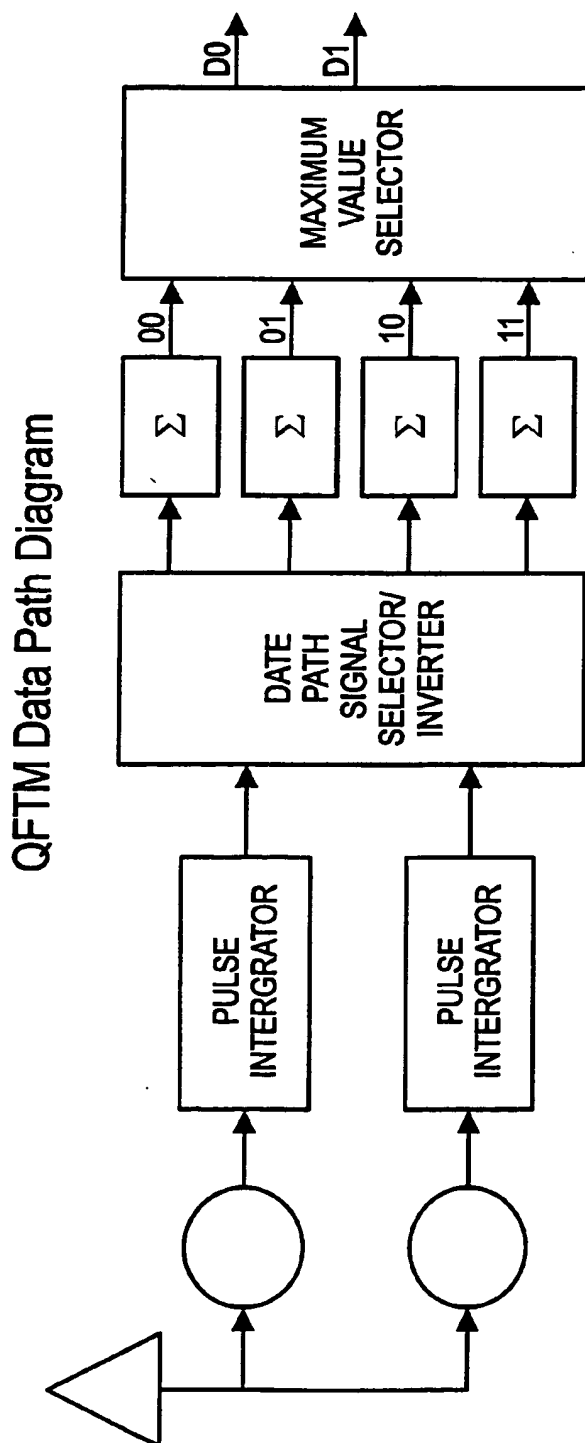 QFTM Data Path Diagram
PULSE
INTERGRATOR
PULSE
INTERGRATOR
DATE
PATH
SIGNAL
SELECTOR/
INVERTER
Σ
Σ
Σ
Σ
00
01
10
11
MAXIMUM
VALUE
SELECTOR
D0
D1